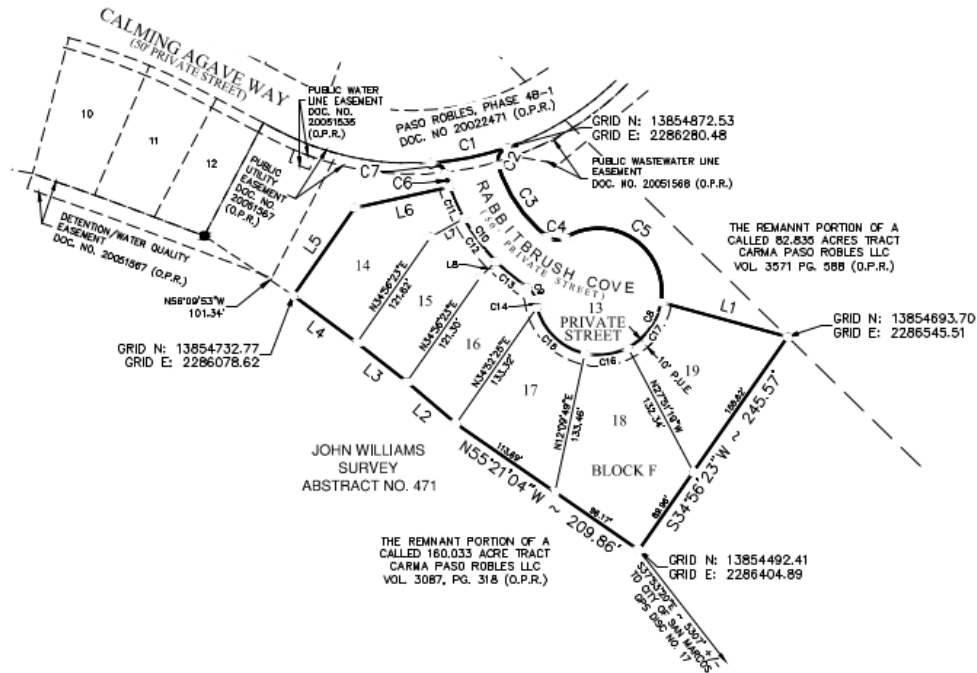 CALMING AGAVE WAY
(50' PRIVATE STREET)
10
11
12
PUBLIC WATER
LINE EASEMENT
DOC. NO.
20051535
(O.P.R.)
PUBLIC
UTILITY
EASEMENT
DOC. NO.
20051567
(O.P.R.)
DETENTION/WATER QUALITY
EASEMENT
DOC. NO. 20051567 (O.P.R.)
PASO ROBLES, PHASE 4B-1
DOC. NO 20022471 (O.P.R.)
GRID N: 13854872.53
GRID E: 2286280.48
PUBLIC WASTEWATER LINE
EASEMENT
DOC. NO. 20051568 (O.P.R.)
C1
C2
C7
C6
C3
C4
C5
RABBITBRUSH COVE
(50' PRIVATE STREET)
THE REMANNT PORTION OF A
CALLED 82.835 ACRES TRACT
CARMA PASO ROBLES LLC
VOL. 3571 PG. 588 (O.P.R.)
L6
L5
L7
L8
C11
C10
C12
C13
C9
C14
C15
C16
C17
C8
L1
N56°09'53"W
101.34'
GRID N: 13854732.77
GRID E: 2286078.62
GRID N: 13854693.70
GRID E: 2286545.51
14
N34°56'23"E
121.62'
15
N34°56'23"E
121.30'
16
N34°52'25"E
133.32'
13
PRIVATE
STREET
10' P.U.E.
17
N12°09'49"E
133.46'
18
N27°51'19"W
132.34'
19
BLOCK F
L4
L3
L2
113.69'
96.17'
N55°21'04"W ~ 209.86'
S34°56'23"W ~ 245.57'
69.96'
JOHN WILLIAMS
SURVEY
ABSTRACT NO. 471
THE REMNANT PORTION OF A
CALLED 160.033 ACRE TRACT
CARMA PASO ROBLES LLC
VOL. 3087, PG. 318 (O.P.R.)
GRID N: 13854492.41
GRID E: 2286404.89
S37°53'20"E ~ 5307' +/-
TO CITY OF SAN MARCOS
GPS DISC NO. 17